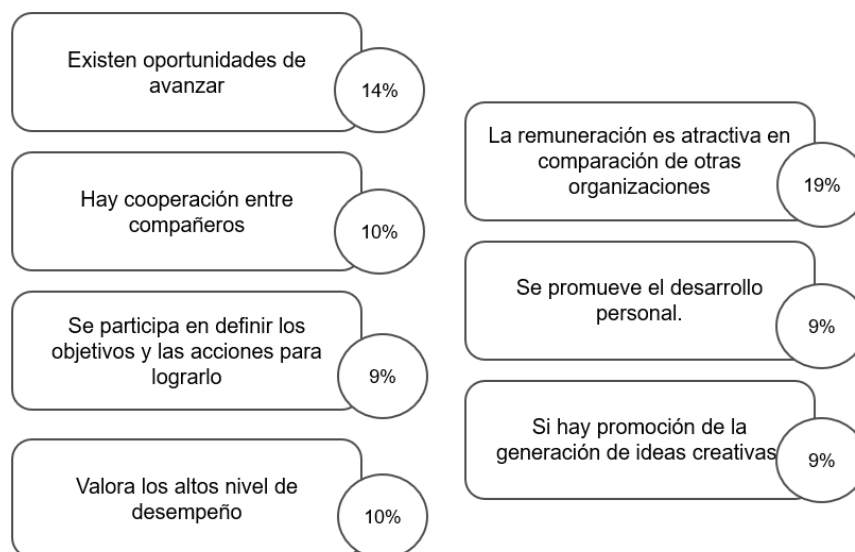 Existen oportunidades de
avanzar
14%
Hay cooperación entre
compañeros
10%
Se participa en definir los
objetivos y las acciones para
lograrlo
9%
Valora los altos nivel de
desempeño
10%
La remuneración es atractiva en
comparación de otras
organizaciones
19%
Se promueve el desarrollo
personal.
9%
Si hay promoción de la
generación de ideas creativas
9%